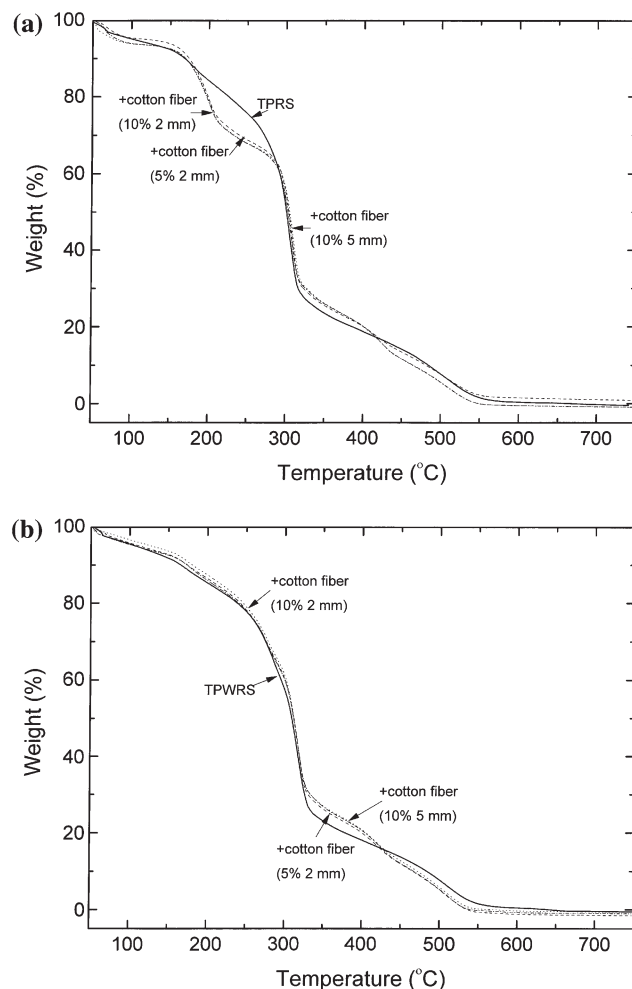 (a)
100
80
60
40
20
0
Weight (%)
TPRS
+cotton fiber
(10% 2 mm)
+cotton fiber
(5% 2 mm)
+cotton fiber
(10% 5 mm)
100 200 300 400 500 600 700
Temperature (°C)
(b)
100
80
60
40
20
0
Weight (%)
+cotton fiber
(10% 2 mm)
TPWRS
+cotton fiber
(10% 5 mm)
+cotton fiber
(5% 2 mm)
100 200 300 400 500 600 700
Temperature (°C)